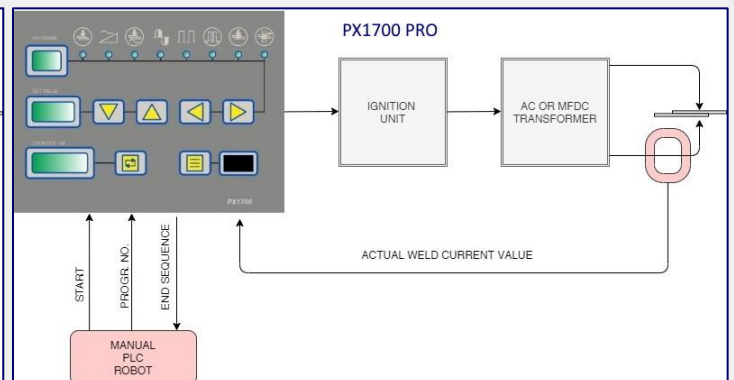 PX1700 PRO
PROGRAM
SET VALUE
COUNTER / kA
PX1700
IGNITION
UNIT
AC OR MFDC
TRANSFORMER
ACTUAL WELD CURRENT VALUE
START
PROGR. NO.
END SEQUENCE
MANUAL
PLC
ROBOT